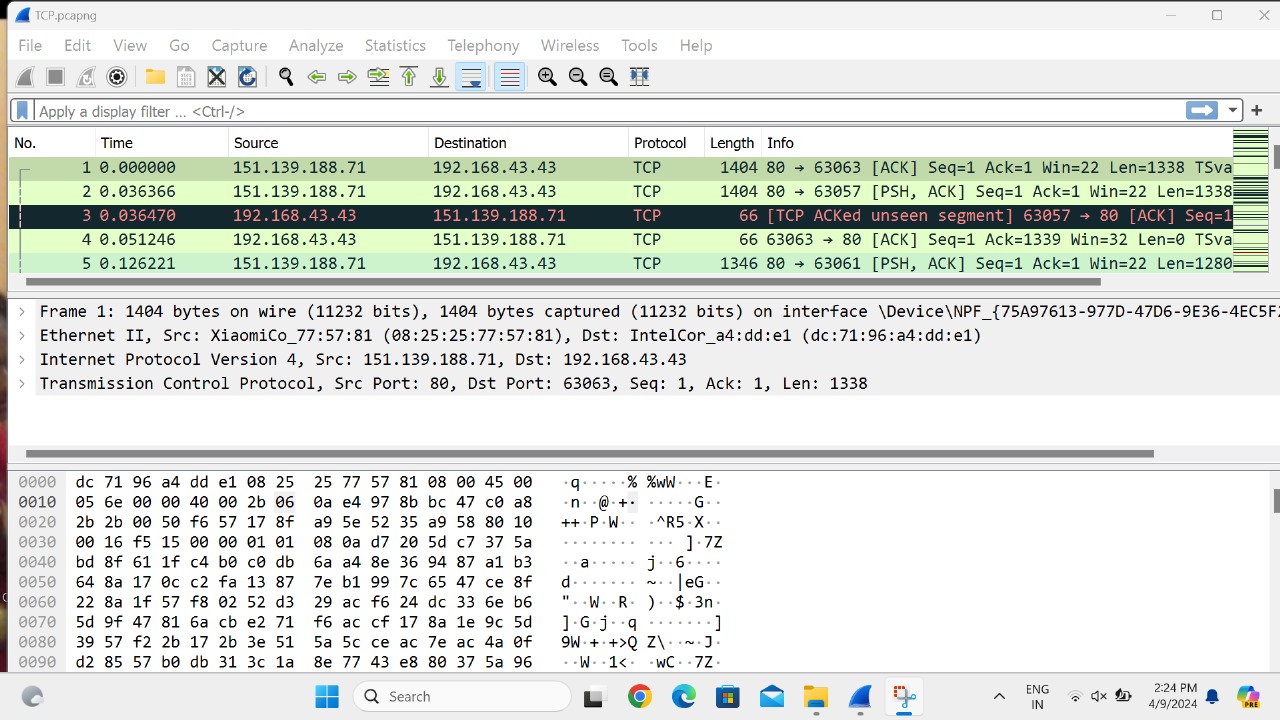 TCP.pcapng
File Edit View Go Capture Analyze Statistics Telephony Wireless Tools Help
Apply a display filter ... <Ctrl-/>
No. Time Source Destination Protocol Length Info
1 0.000000 151.139.188.71 192.168.43.43 TCP 1404 80 → 63063 [ACK] Seq=1 Ack=1 Win=22 Len=1338 TSva
2 0.036366 151.139.188.71 192.168.43.43 TCP 1404 80 → 63057 [PSH, ACK] Seq=1 Ack=1 Win=22 Len=1338
3 0.036470 192.168.43.43 151.139.188.71 TCP 66 [TCP ACKed unseen segment] 63057 → 80 [ACK] Seq=1
4 0.051246 192.168.43.43 151.139.188.71 TCP 66 63063 → 80 [ACK] Seq=1 Ack=1339 Win=32 Len=0 TSva
5 0.126221 151.139.188.71 192.168.43.43 TCP 1346 80 → 63061 [PSH, ACK] Seq=1 Ack=1 Win=22 Len=1280
Frame 1: 1404 bytes on wire (11232 bits), 1404 bytes captured (11232 bits) on interface \Device\NPF_{75A97613-977D-47D6-9E36-4EC5F2
Ethernet II, Src: XiaomiCo_77:57:81 (08:25:25:77:57:81), Dst: IntelCor_a4:dd:e1 (dc:71:96:a4:dd:e1)
Internet Protocol Version 4, Src: 151.139.188.71, Dst: 192.168.43.43
Transmission Control Protocol, Src Port: 80, Dst Port: 63063, Seq: 1, Ack: 1, Len: 1338
0000 dc 71 96 a4 dd e1 08 25 25 77 57 81 08 00 45 00 ·q·····% %wW···E·
0010 05 6e 00 00 40 00 2b 06 0a e4 97 8b bc 47 c0 a8 ·n··@·+· ·····G··
0020 2b 2b 00 50 f6 57 17 8f a9 5e 52 35 a9 58 80 10 ++·P·W·· ·^R5·X··
0030 00 16 f5 15 00 00 01 01 08 0a d7 20 5d c7 37 5a ········ ··· ]·7Z
0040 bd 8f 61 1f c4 b0 c0 db 6a a4 8e 36 94 87 a1 b3 ··a····· j··6····
0050 64 8a 17 0c c2 fa 13 87 7e b1 99 7c 65 47 ce 8f d······· ~··|eG··
0060 22 8a 1f 57 f8 02 52 d3 29 ac f6 24 dc 33 6e b6 "··W··R· )··$·3n·
0070 5d 9f 47 81 6a cb e2 71 f6 ac cf 17 8a 1e 9c 5d ]·G·j··q ·······]
0080 39 57 f2 2b 17 2b 3e 51 5a 5c ce ac 7e ac 4a 0f 9W·+·+>Q Z\··~·J·
0090 d2 85 57 b0 db 31 3c 1a 8e 77 43 e8 80 37 5a 96 ··W··1<· ·wC··7Z·
Search
ENG
IN
2:24 PM
4/9/2024
PRE